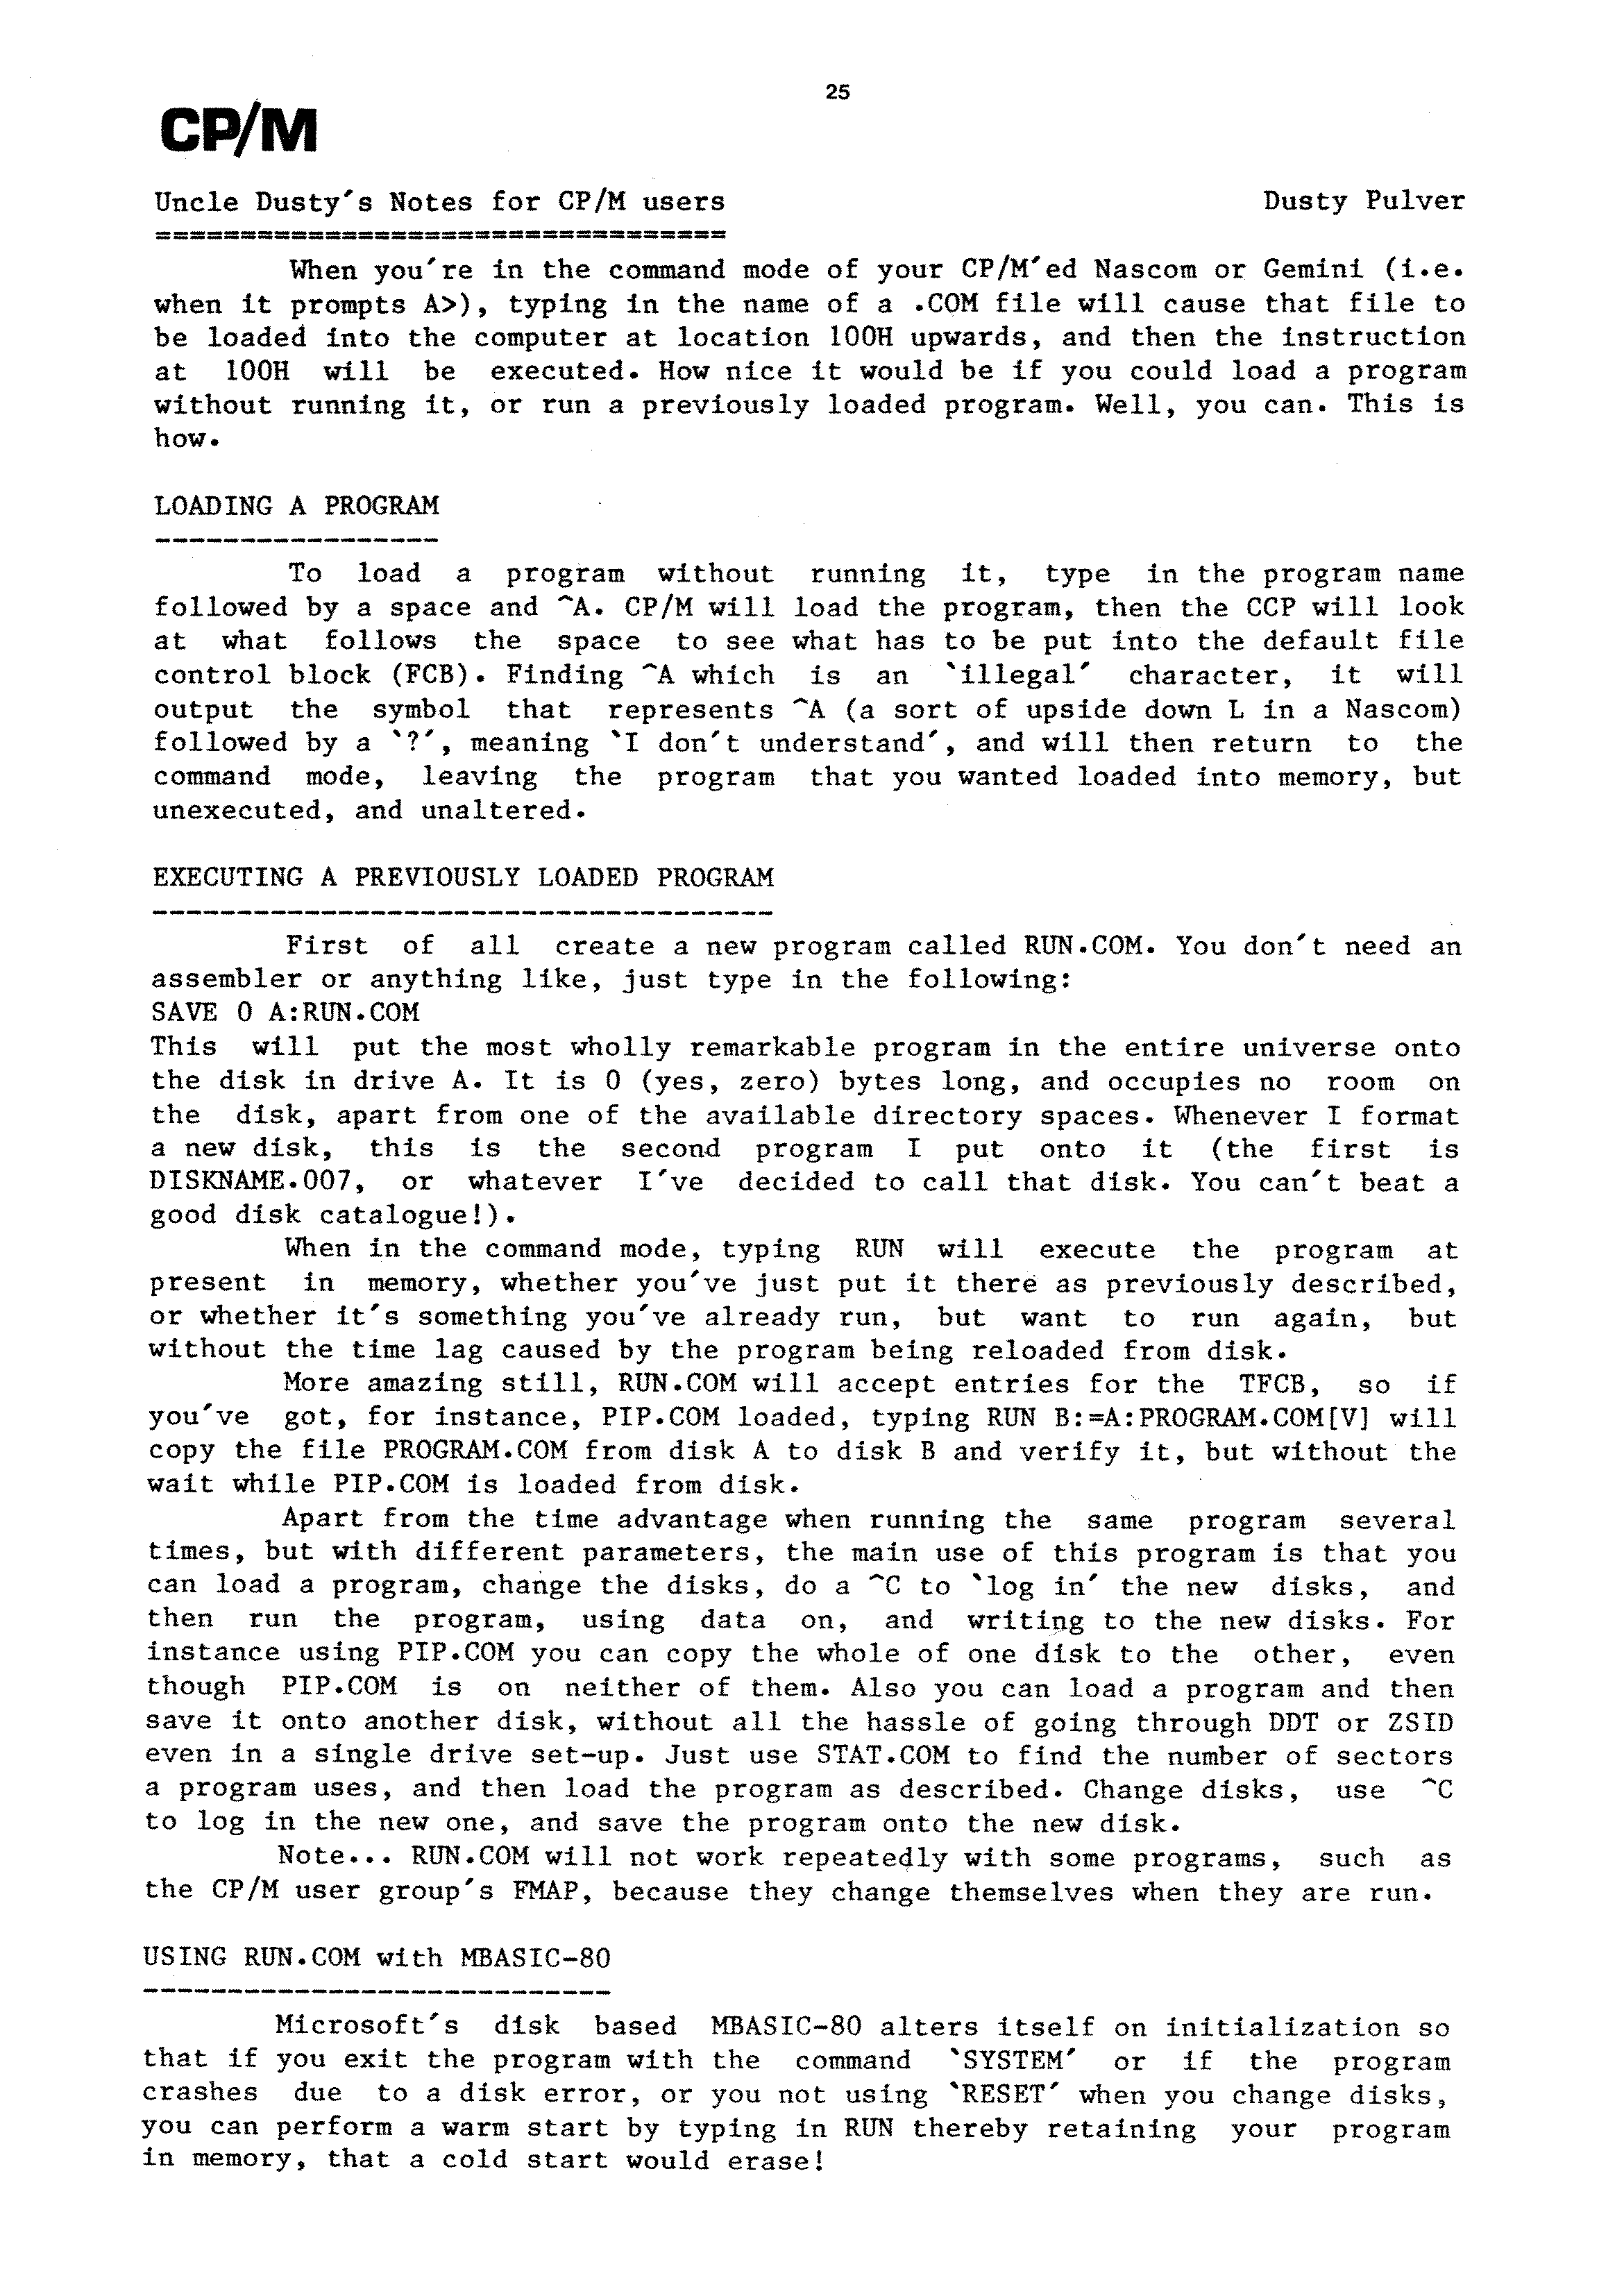 25
CP/M
Uncle Dusty's Notes for CP/M users Dusty Pulver
==================================
When you're in the command mode of your CP/M'ed Nascom or Gemini (i.e.
when it prompts A>), typing in the name of a .COM file will cause that file to
be loaded into the computer at location 100H upwards, and then the instruction
at 100H will be executed. How nice it would be if you could load a program
without running it, or run a previously loaded program. Well, you can. This is
how.
LOADING A PROGRAM
-----------------
To load a program without running it, type in the program name
followed by a space and ^A. CP/M will load the program, then the CCP will look
at what follows the space to see what has to be put into the default file
control block (FCB). Finding ^A which is an `illegal' character, it will
output the symbol that represents ^A (a sort of upside down L in a Nascom)
followed by a `?', meaning `I don't understand', and will then return to the
command mode, leaving the program that you wanted loaded into memory, but
unexecuted, and unaltered.
EXECUTING A PREVIOUSLY LOADED PROGRAM
-------------------------------------
First of all create a new program called RUN.COM. You don't need an
assembler or anything like, just type in the following:
SAVE 0 A:RUN.COM
This will put the most wholly remarkable program in the entire universe onto
the disk in drive A. It is 0 (yes, zero) bytes long, and occupies no room on
the disk, apart from one of the available directory spaces. Whenever I format
a new disk, this is the second program I put onto it (the first is
DISKNAME.007, or whatever I've decided to call that disk. You can't beat a
good disk catalogue!).
When in the command mode, typing RUN will execute the program at
present in memory, whether you've just put it there as previously described,
or whether it's something you've already run, but want to run again, but
without the time lag caused by the program being reloaded from disk.
More amazing still, RUN.COM will accept entries for the TFCB, so if
you've got, for instance, PIP.COM loaded, typing RUN B:=A:PROGRAM.COM[V] will
copy the file PROGRAM.COM from disk A to disk B and verify it, but without the
wait while PIP.COM is loaded from disk.
Apart from the time advantage when running the same program several
times, but with different parameters, the main use of this program is that you
can load a program, change the disks, do a ^C to `log in' the new disks, and
then run the program, using data on, and writing to the new disks. For
instance using PIP.COM you can copy the whole of one disk to the other, even
though PIP.COM is on neither of them. Also you can load a program and then
save it onto another disk, without all the hassle of going through DDT or ZSID
even in a single drive set-up. Just use STAT.COM to find the number of sectors
a program uses, and then load the program as described. Change disks, use ^C
to log in the new one, and save the program onto the new disk.
Note... RUN.COM will not work repeatedly with some programs, such as
the CP/M user group's FMAP, because they change themselves when they are run.
USING RUN.COM with MBASIC-80
----------------------------
Microsoft's disk based MBASIC-80 alters itself on initialization so
that if you exit the program with the command `SYSTEM' or if the program
crashes due to a disk error, or you not using `RESET' when you change disks,
you can perform a warm start by typing in RUN thereby retaining your program
in memory, that a cold start would erase!